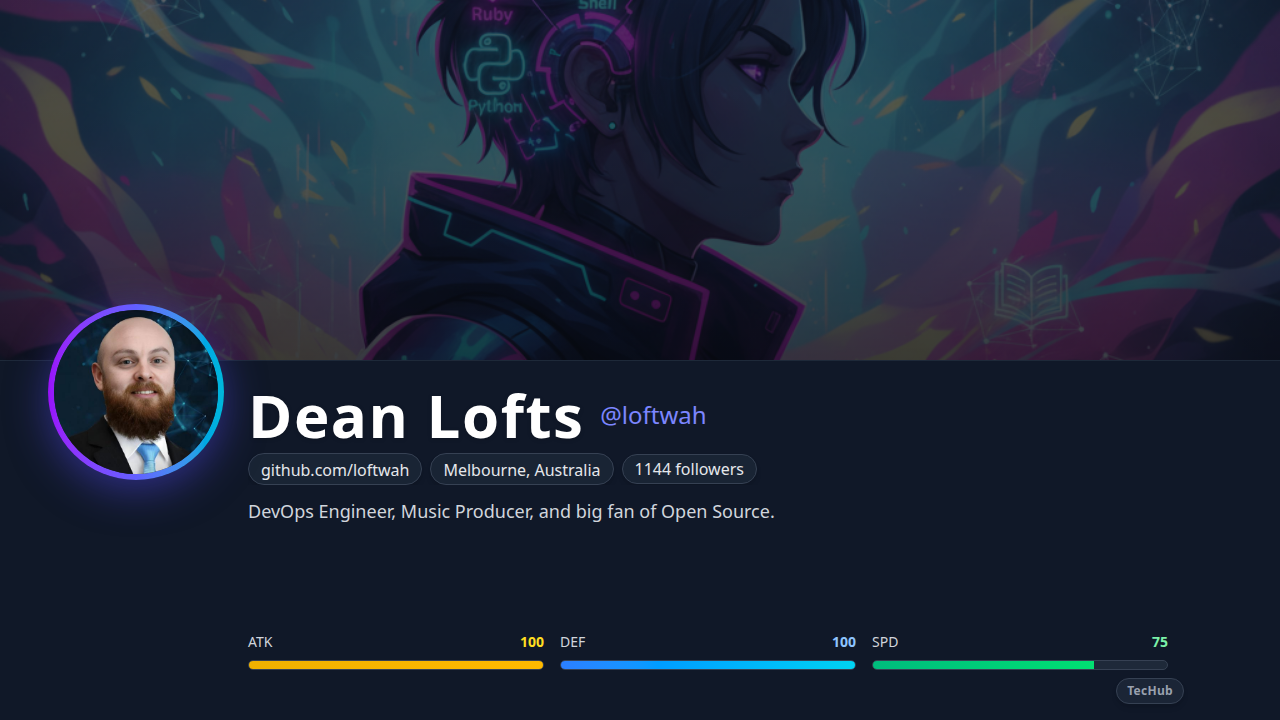 Ruby
Shell
Python
Dean Lofts @loftwah
github.com/loftwah Melbourne, Australia 1144 followers
DevOps Engineer, Music Producer, and big fan of Open Source.
ATK 100 DEF 100 SPD 75
TecHub